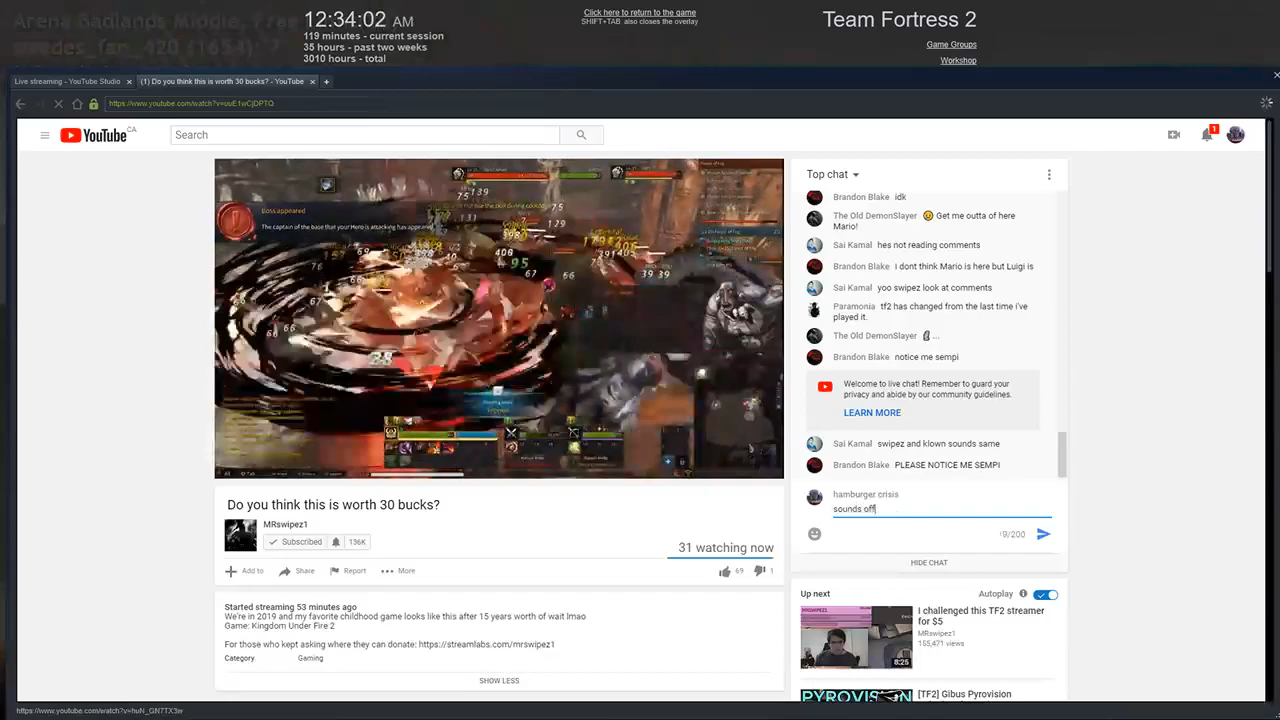 Arena Badlands Middle, Free
12:34:02 AM
119 minutes - current session
35 hours - past two weeks
3010 hours - total
Click here to return to the game
SHIFT+TAB also closes the overlay
Team Fortress 2
Game Groups
Workshop
Live streaming - YouTube Studio
(1) Do you think this is worth 30 bucks? - YouTube
YouTube CA
Search
1
Boss appeared
The captain of the base that your Hero is attacking has appeared
Top chat
Brandon Blake idk
The Old DemonSlayer Get me outta of here
Mario!
Sai Kamal hes not reading comments
Brandon Blake I dont think Mario is here but Luigi is
Sai Kamal yoo swipez look at comments
Paramonia tf2 has changed from the last time i've
played it.
The Old DemonSlayer ...
Brandon Blake notice me sempi
Welcome to live chat! Remember to guard your
privacy and abide by our community guidelines.
LEARN MORE
Sai Kamal swipez and klown sounds same
Brandon Blake PLEASE NOTICE ME SEMPI
hamburger crisis
sounds off
9/200
HIDE CHAT
Do you think this is worth 30 bucks?
MRswipez1
Subscribed 136K
31 watching now
Add to Share Report More
69 1
Started streaming 53 minutes ago
We're in 2019 and my favorite childhood game looks like this after 15 years worth of wait lmao
Game: Kingdom Under Fire 2
For those who kept asking where they can donate: https://streamlabs.com/mrswipez1
Category Gaming
SHOW LESS
Up next
Autoplay
I challenged this TF2 streamer
for $5
MRswipez1
155,471 views
8:25
PYROVISION
[TF2] Gibus Pyrovision